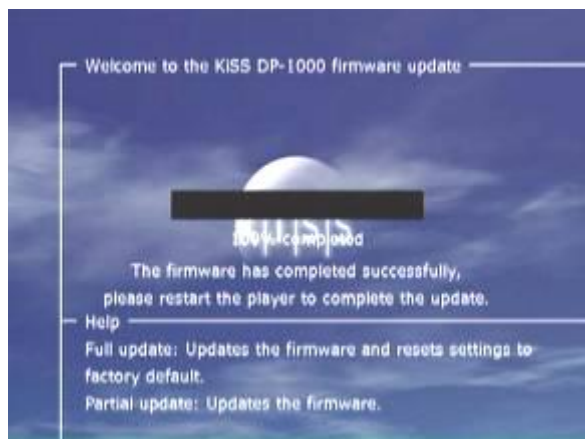 Welcome to the KiSS DP-1000 firmware update
100% completed
The firmware has completed successfully,
please restart the player to complete the update.
Help
Full update: Updates the firmware and resets settings to
factory default.
Partial update: Updates the firmware.